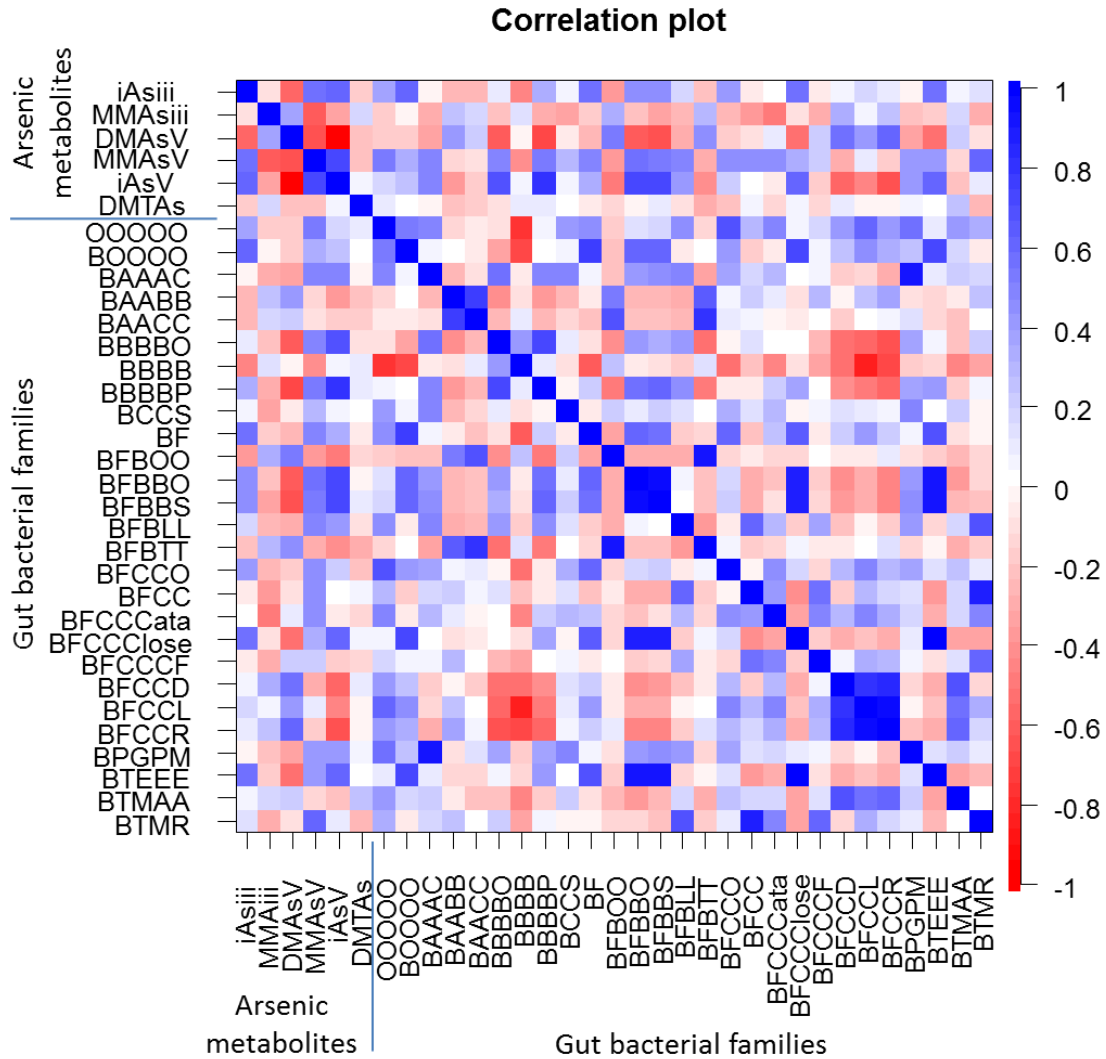 Correlation plot
Arsenic
metabolites
iAsiii
MMAsiii
DMAsV
MMAsV
iAsV
DMTAs
Gut bacterial families
OOOOO
BOOOO
BAAAC
BAABB
BAACC
BBBBO
BBBB
BBBBP
BCCS
BF
BFBOO
BFBBO
BFBBS
BFBLL
BFBTT
BFCCO
BFCC
BFCCCata
BFCCClose
BFCCCF
BFCCD
BFCCL
BFCCR
BPGPM
BTEEE
BTMAA
BTMR
1
0.8
0.6
0.4
0.2
0
-0.2
-0.4
-0.6
-0.8
-1
iAsiii
MMAiii
DMAsV
MMAsV
iAsV
DMTAs
OOOOO
BOOOO
BAAAC
BAABB
BAACC
BBBBO
BBBB
BBBBP
BCCS
BF
BFBOO
BFBBO
BFBBS
BFBLL
BFBTT
BFCCO
BFCC
BFCCCata
BFCCClose
BFCCCF
BFCCD
BFCCL
BFCCR
BPGPM
BTEEE
BTMAA
BTMR
Arsenic
metabolites
Gut bacterial families